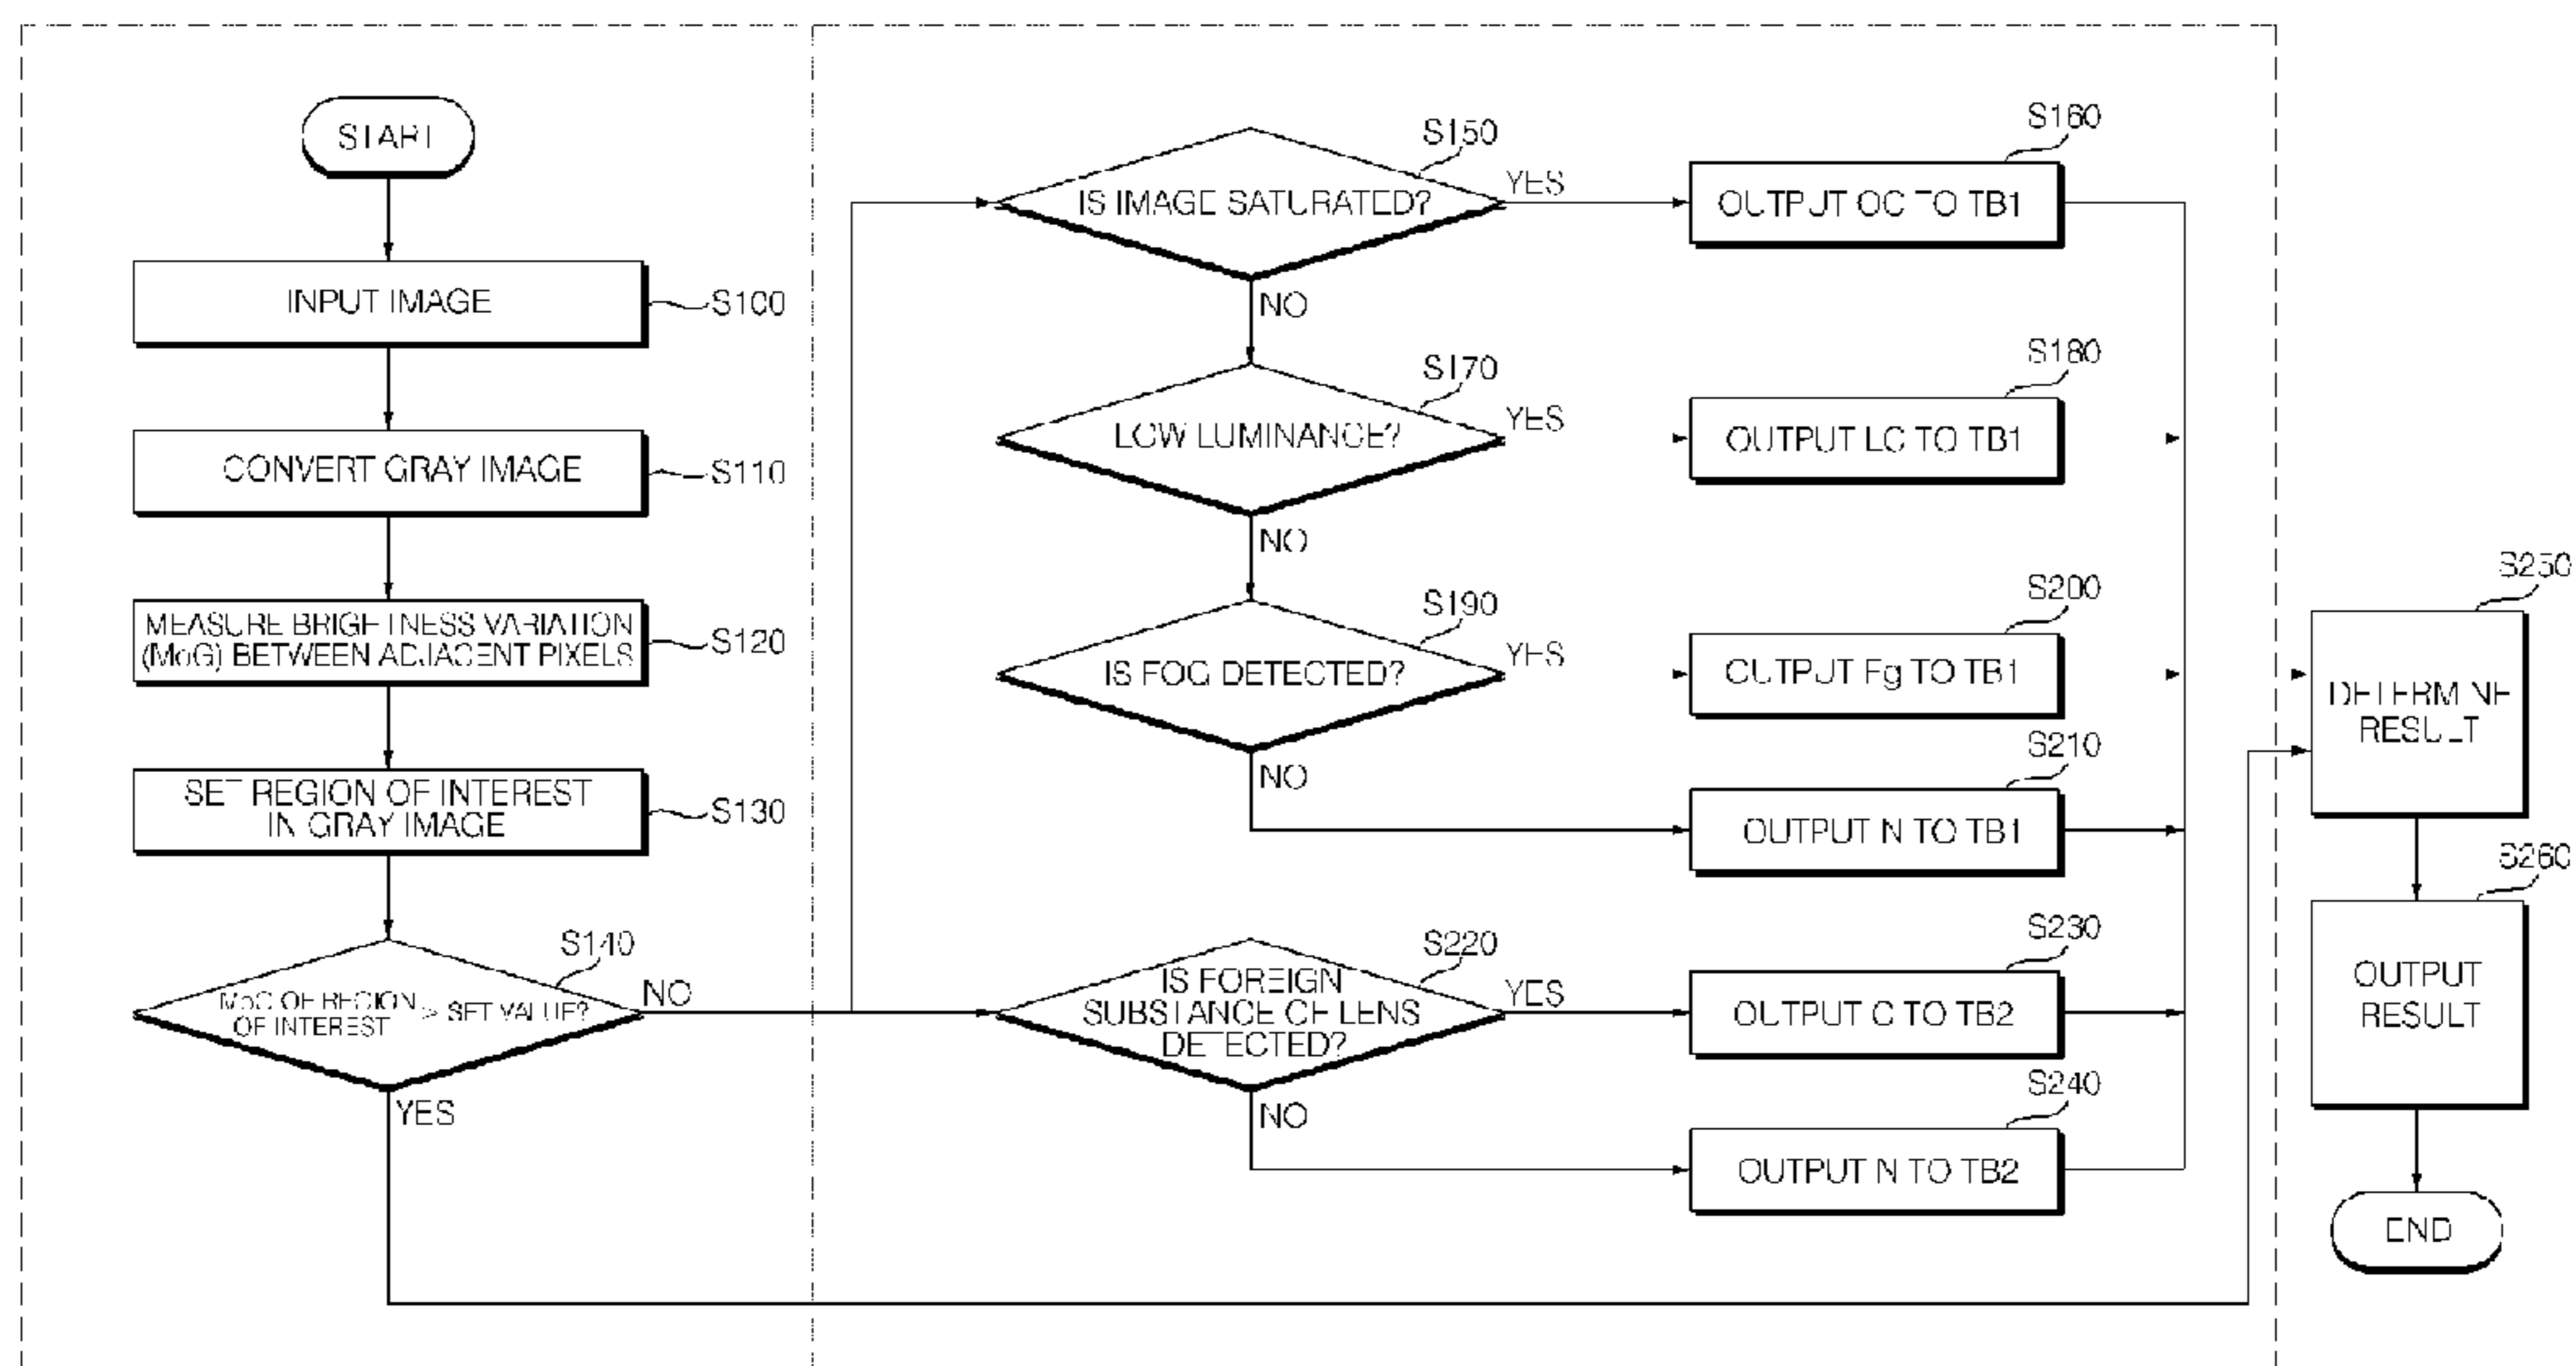 START
INPUT IMAGE
S100
CONVERT GRAY IMAGE
S110
MEASURE BRIGHTNESS VARIATION
(MoG) BETWEEN ADJACENT PIXELS
S120
SET REGION OF INTEREST
IN GRAY IMAGE
S130
S140
MoG OF REGION
OF INTEREST
> SET VALUE?
NO
YES
S150
IS IMAGE SATURATED?
YES
NO
S160
OUTPUT OC TO TB1
S170
LOW LUMINANCE?
YES
NO
S180
OUTPUT LC TO TB1
S190
IS FOG DETECTED?
YES
NO
S200
OUTPUT Fg TO TB1
S210
OUTPUT N TO TB1
S220
IS FOREIGN
SUBSTANCE OF LENS
DETECTED?
YES
NO
S230
OUTPUT C TO TB2
S240
OUTPUT N TO TB2
S250
DETERMINE
RESULT
S260
OUTPUT
RESULT
END